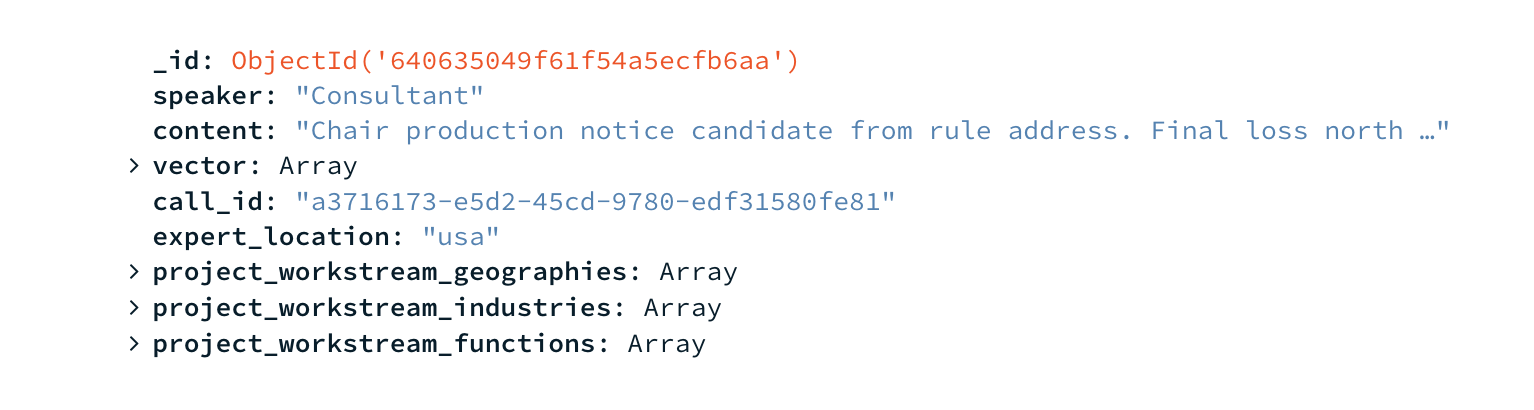 _id: ObjectId('640635049f61f54a5ecfb6aa')
speaker: "Consultant"
content: "Chair production notice candidate from rule address. Final loss north …"
> vector: Array
call_id: "a3716173-e5d2-45cd-9780-edf31580fe81"
expert_location: "usa"
> project_workstream_geographies: Array
> project_workstream_industries: Array
> project_workstream_functions: Array